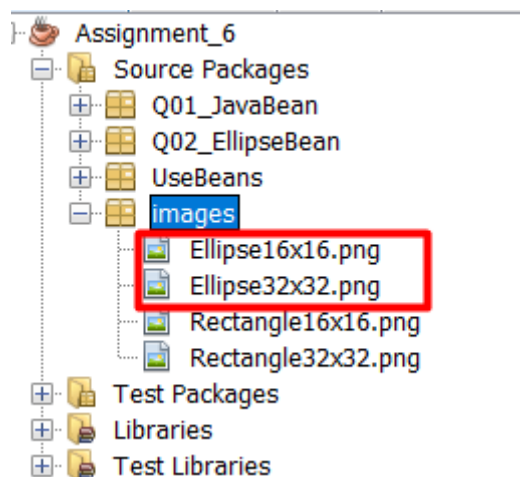 Assignment_6
Source Packages
Q01_JavaBean
Q02_EllipseBean
UseBeans
images
Ellipse16x16.png
Ellipse32x32.png
Rectangle16x16.png
Rectangle32x32.png
Test Packages
Libraries
Test Libraries